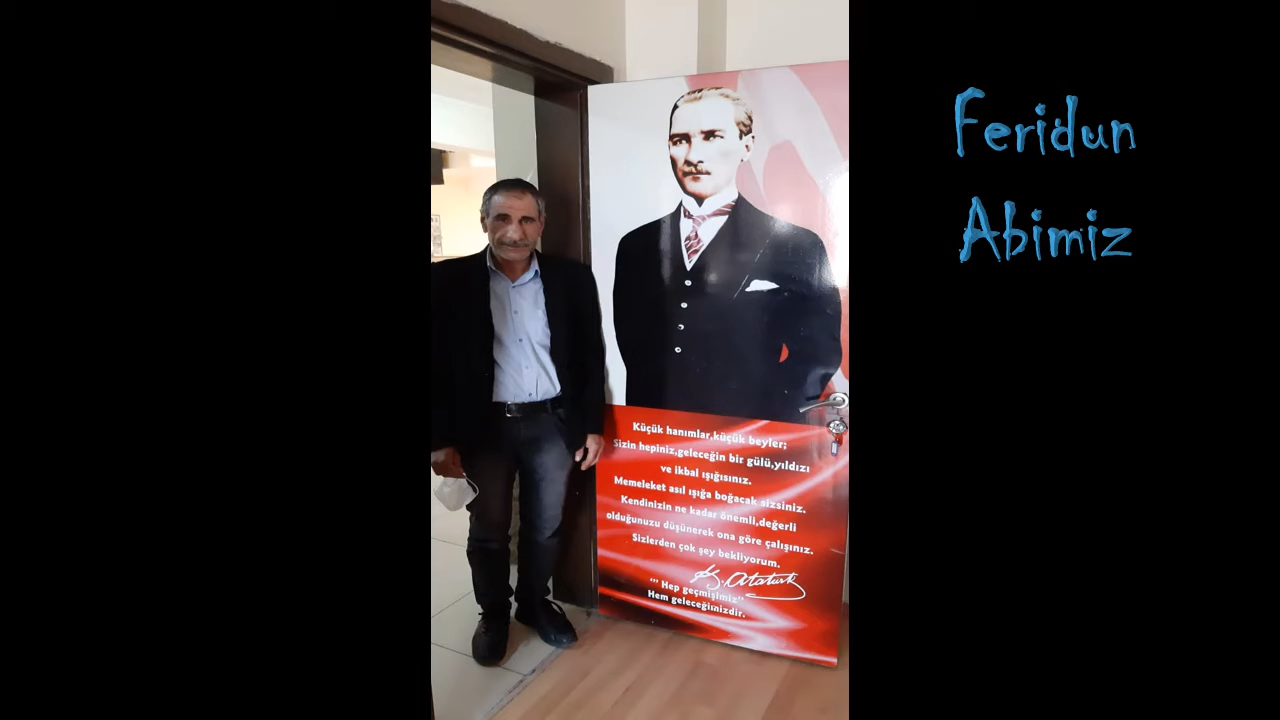 Feridun
Abimiz
Küçük hanımlar,küçük beyler;
Sizin hepiniz,geleceğin bir gülü,yıldızı
ve ikbal ışığısınız.
Memeleket asıl ışığa boğacak sizsiniz.
Kendinizin ne kadar önemli,değerli
olduğunuzu düşünerek ona göre çalışınız.
Sizlerden çok şey bekliyorum.
K. Atatürk
"' Hep geçmişimiz"
Hem geleceğimizdir.